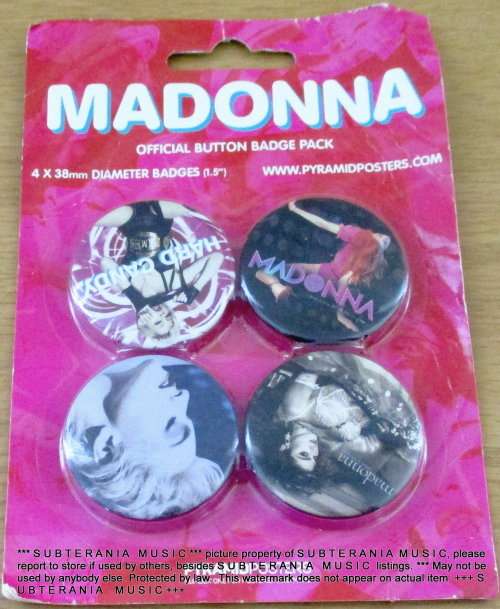 MADONNA
OFFICIAL BUTTON BADGE PACK
4 X 38mm DIAMETER BADGES (1.5")
WWW.PYRAMIDPOSTERS.COM
HARD CANDY
MADONNA
madonna
*** S U B T E R A N I A M U S I C *** picture property of S U B T E R A N I A M U S I C, please
report to store if used by others, besides S U B T E R A N I A M U S I C listings. *** May not be
used by anybody else. Protected by law. This watermark does not appear on actual item. +++ S
U B T E R A N I A M U S I C +++